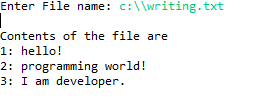 Enter File name: c:\\writing.txt
Contents of the file are
1: hello!
2: programming world!
3: I am developer.